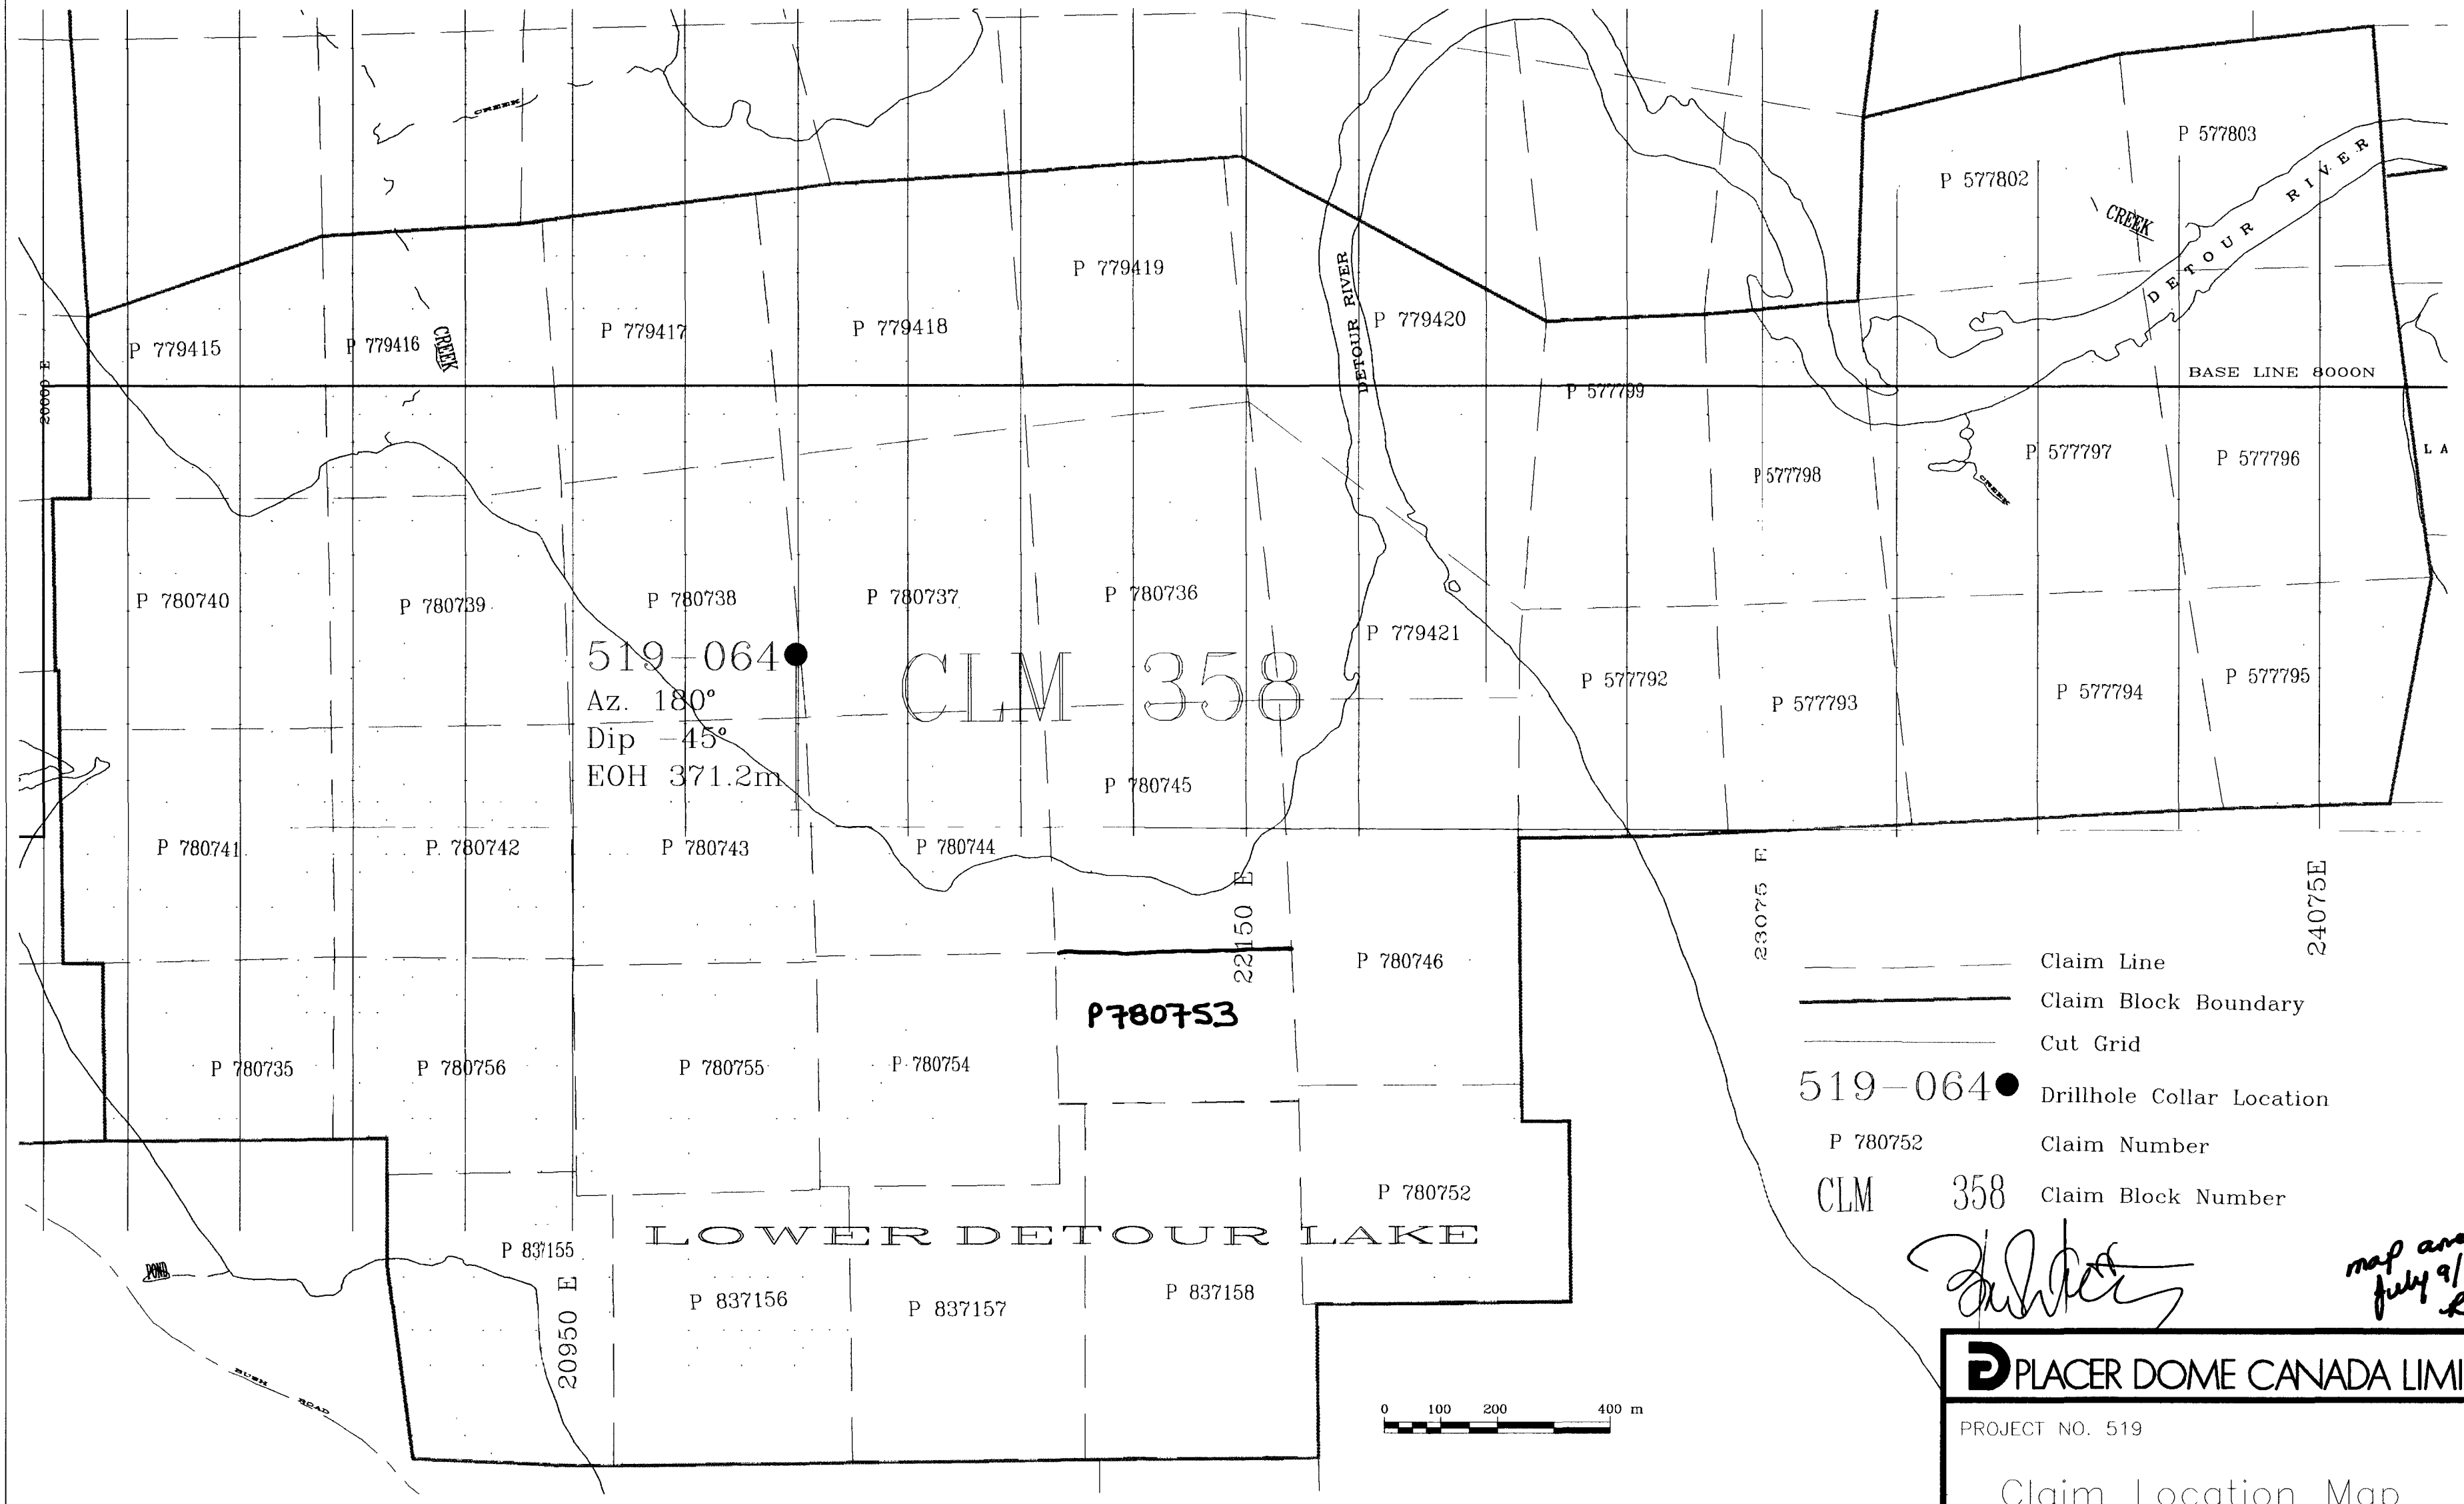 CREEK
P 577803
P 577802
CREEK
DETOUR RIVER
P 779419
P 779415
P 779416
CREEK
P 779417
P 779418
DETOUR RIVER
P 779420
20000 E
BASE LINE 8000N
P 577799
P 577798
CREEK
P 577797
P 577796
L A
P 780740
P 780739
P 780738
P 780737
P 780736
519-064
Az. 180°
Dip -45°
EOH 371.2m
CLM 358
P 779421
P 577792
P 577793
P 577794
P 577795
P 780745
P 780741
P 780742
P 780743
P 780744
22150 E
23075 E
24075E
P 780746
P780753
P 780735
P 780756
P 780755
P 780754
P 780752
LOWER DETOUR LAKE
P 837155
P 837156
P 837157
P 837158
20950 E
POND
BUSH ROAD
Claim Line
Claim Block Boundary
Cut Grid
519-064 Drillhole Collar Location
P 780752 Claim Number
CLM 358 Claim Block Number
map
july 9/
0 100 200 400 m
PLACER DOME CANADA LIMI
PROJECT NO. 519
Claim Location Map